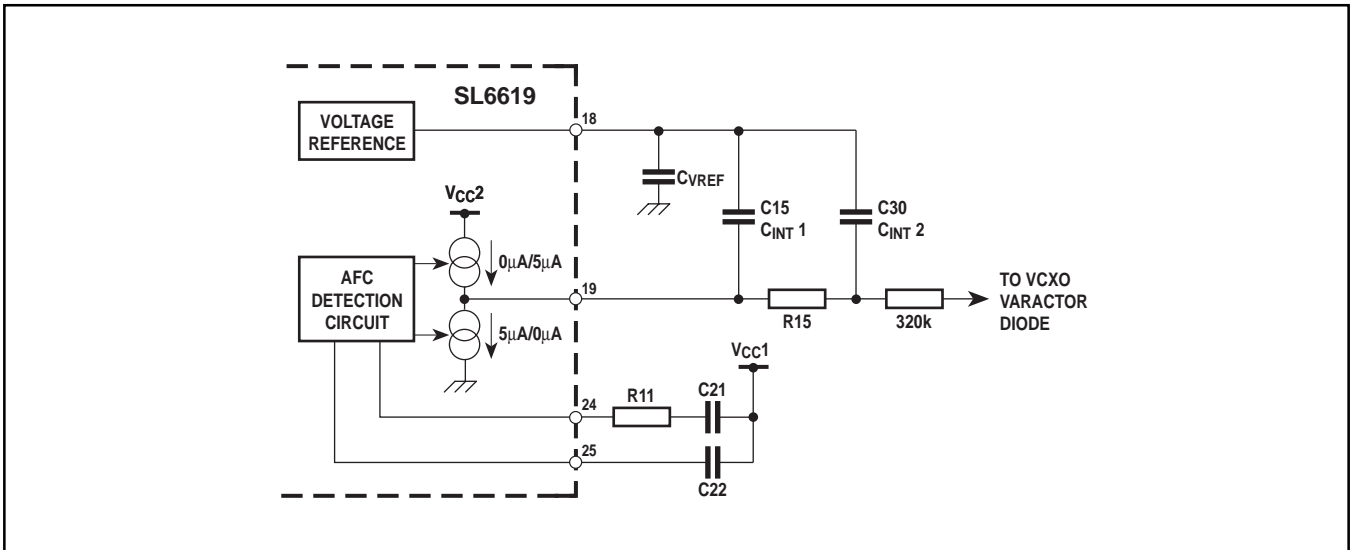 SL6619
VOLTAGE
REFERENCE
18
CVREF
C15
CINT 1
C30
CINT 2
VCC2
0µA/5µA
AFC
DETECTION
CIRCUIT
19
5µA/0µA
R15
320k
TO VCXO
VARACTOR
DIODE
VCC1
24
R11
C21
25
C22